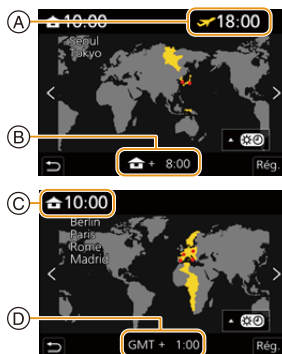 A
10:00
18:00
Seoul
Tokyo
B
+ 8:00
Rég.
C
10:00
Berlin
Paris
Rome
Madrid
D
GMT + 1:00
Rég.